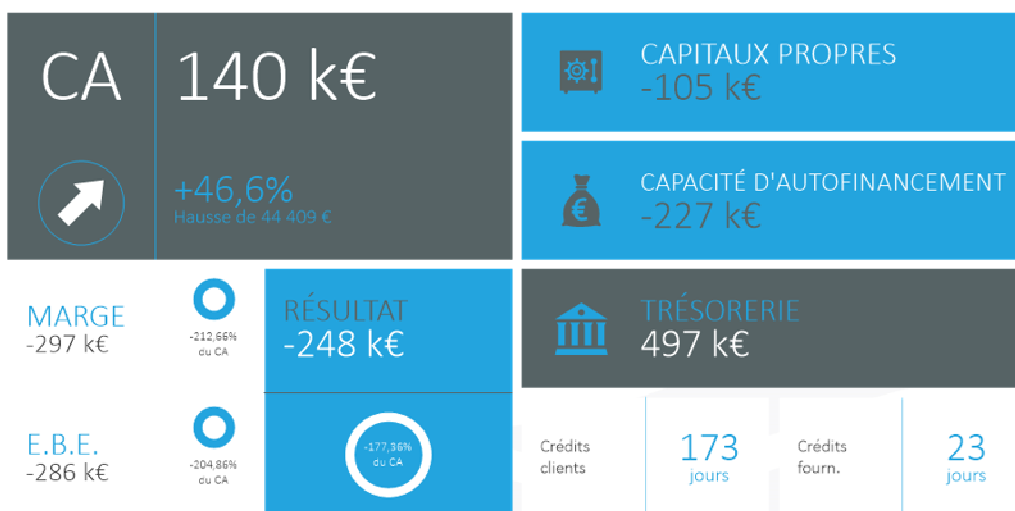 CA
140 k€
+46,6%
Hausse de 44 409 €
CAPITAUX PROPRES
-105 k€
CAPACITÉ D'AUTOFINANCEMENT
-227 k€
MARGE
-297 k€
-212,66%
du CA
RÉSULTAT
-248 k€
TRÉSORERIE
497 k€
E.B.E.
-286 k€
-204,86%
du CA
-177,36%
du CA
Crédits
clients
173
jours
Crédits
fourn.
23
jours